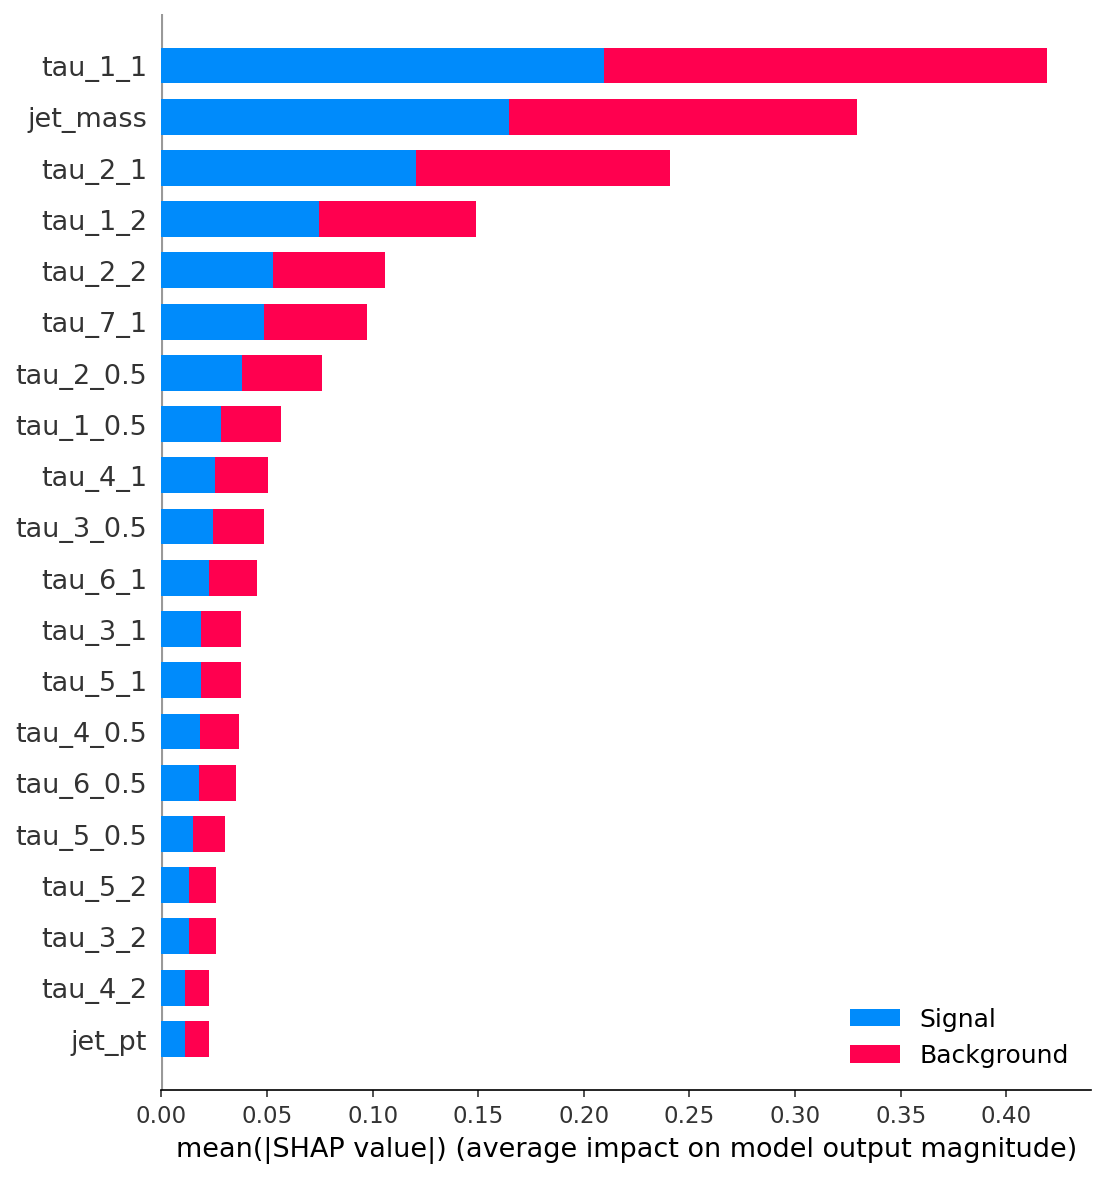 tau_1_1
jet_mass
tau_2_1
tau_1_2
tau_2_2
tau_7_1
tau_2_0.5
tau_1_0.5
tau_4_1
tau_3_0.5
tau_6_1
tau_3_1
tau_5_1
tau_4_0.5
tau_6_0.5
tau_5_0.5
tau_5_2
tau_3_2
tau_4_2
jet_pt
Signal
Background
0.00 0.05 0.10 0.15 0.20 0.25 0.30 0.35 0.40
mean(|SHAP value|) (average impact on model output magnitude)